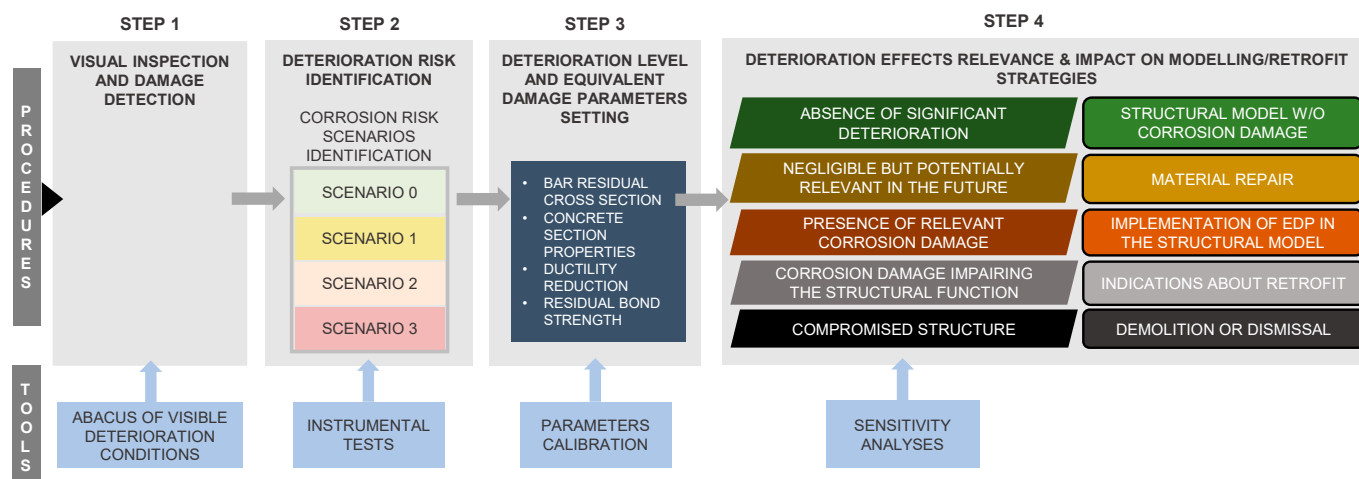 STEP 1
STEP 2
STEP 3
STEP 4
PROCEDURES
VISUAL INSPECTION
AND DAMAGE
DETECTION
DETERIORATION RISK
IDENTIFICATION
CORROSION RISK
SCENARIOS
IDENTIFICATION
SCENARIO 0
SCENARIO 1
SCENARIO 2
SCENARIO 3
DETERIORATION LEVEL
AND EQUIVALENT
DAMAGE PARAMETERS
SETTING
• BAR RESIDUAL
CROSS SECTION
• CONCRETE
SECTION
PROPERTIES
• DUCTILITY
REDUCTION
• RESIDUAL BOND
STRENGTH
DETERIORATION EFFECTS RELEVANCE & IMPACT ON MODELLING/RETROFIT
STRATEGIES
ABSENCE OF SIGNIFICANT
DETERIORATION
STRUCTURAL MODEL W/O
CORROSION DAMAGE
NEGLIGIBLE BUT POTENTIALLY
RELEVANT IN THE FUTURE
MATERIAL REPAIR
PRESENCE OF RELEVANT
CORROSION DAMAGE
IMPLEMENTATION OF EDP IN
THE STRUCTURAL MODEL
CORROSION DAMAGE IMPAIRING
THE STRUCTURAL FUNCTION
INDICATIONS ABOUT RETROFIT
COMPROMISED STRUCTURE
DEMOLITION OR DISMISSAL
TOOLS
ABACUS OF VISIBLE
DETERIORATION
CONDITIONS
INSTRUMENTAL
TESTS
PARAMETERS
CALIBRATION
SENSITIVITY
ANALYSES